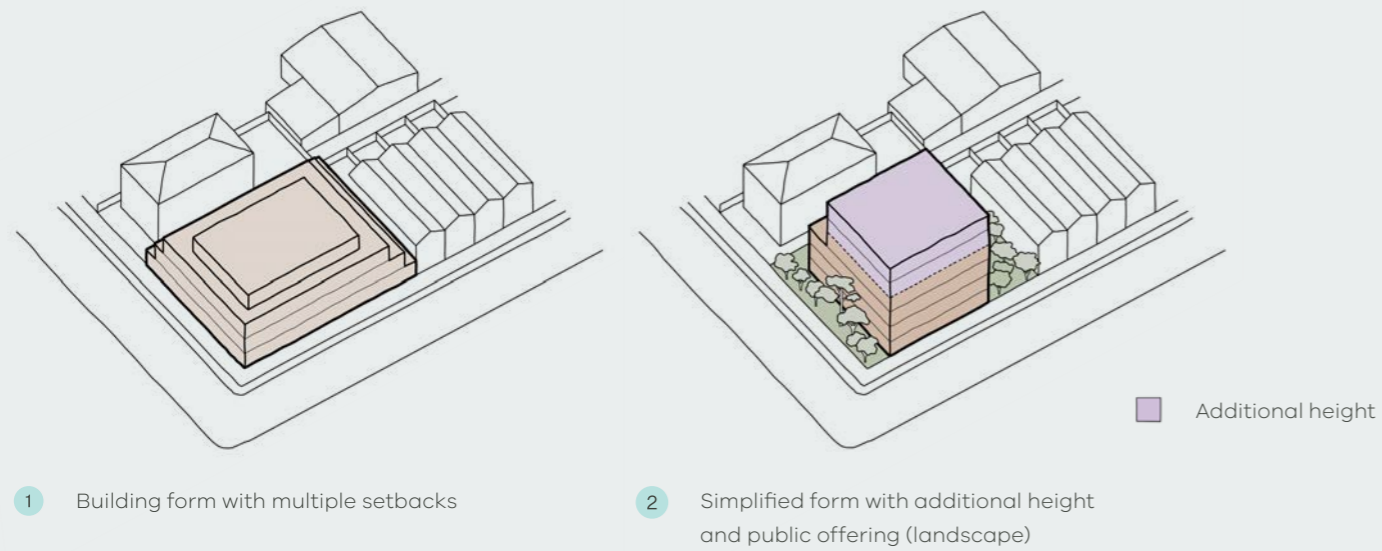 Additional height
1 Building form with multiple setbacks
2 Simplified form with additional height
and public offering (landscape)